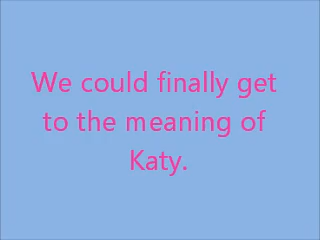 We could finally get
to the meaning of
Katy.